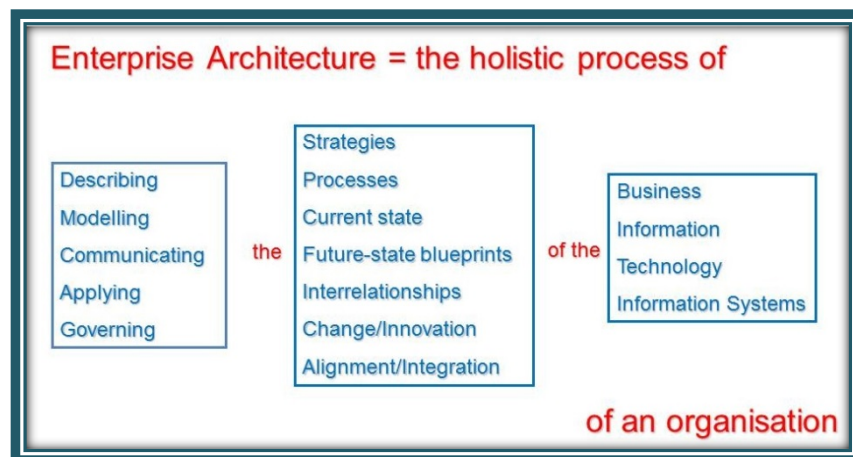 Enterprise Architecture = the holistic process of
Describing
Modelling
Communicating
Applying
Governing
the
Strategies
Processes
Current state
Future-state blueprints
Interrelationships
Change/Innovation
Alignment/Integration
of the
Business
Information
Technology
Information Systems
of an organisation